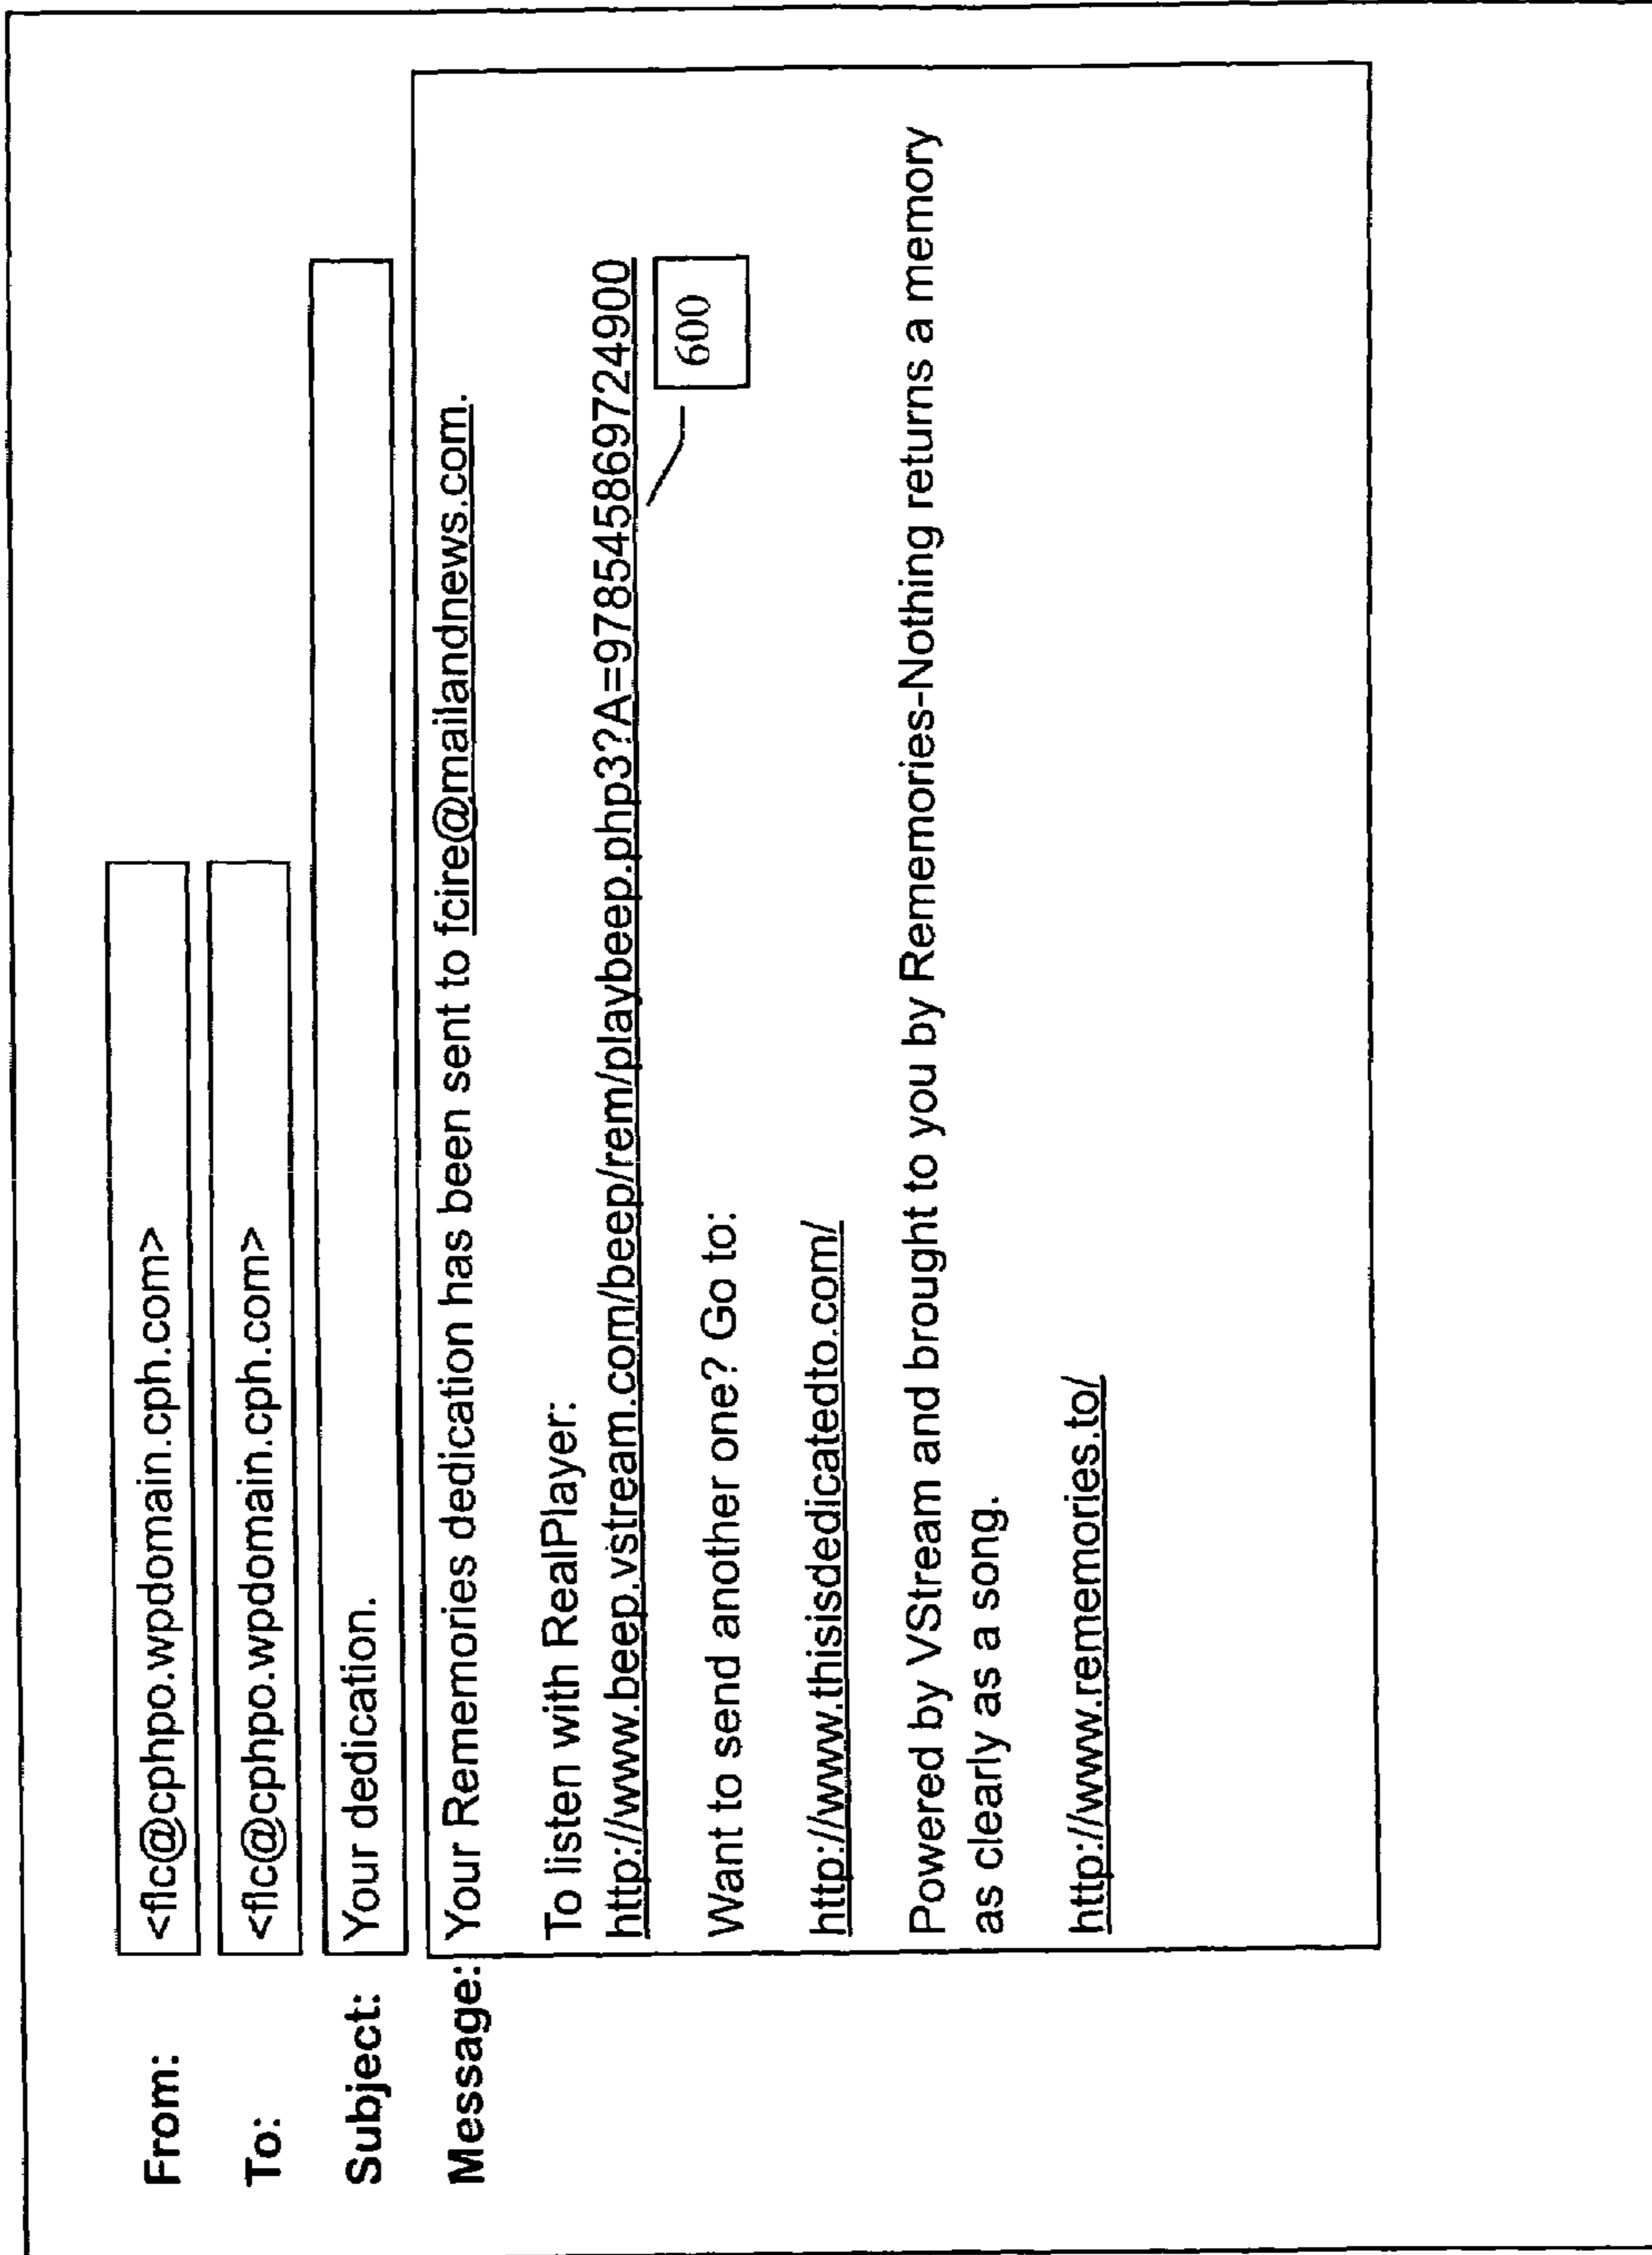 From: <flc@cphpo.wpdomain.cph.com>
To: <flc@cphpo.wpdomain.cph.com>
Subject: Your dedication.
Message: Your Rememories dedication has been sent to fcire@mailandnews.com.
To listen with RealPlayer:
http://www.beep.vstream.com/beep/rem/playbeep.php3?A=97854586972​4900
600
Want to send another one? Go to:
http://www.thisisdedicatedto.com/
Powered by VStream and brought to you by Rememories-Nothing returns a memory
as clearly as a song.
http://www.rememories.to/